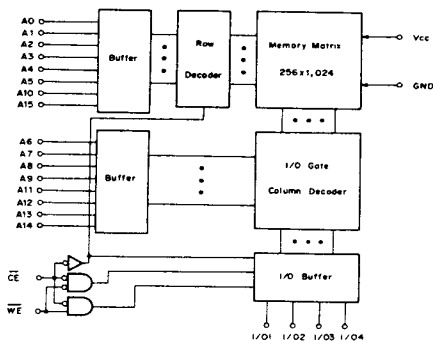 A0
A1
A2
A3
A4
A5
A10
A15
Buffer
Row
Decoder
Memory Matrix
256x1,024
Vcc
GND
A6
A7
A8
A9
A11
A12
A13
A14
Buffer
I/O Gate
Column Decoder
I/O Buffer
CE
WE
I/O1 I/O2 I/O3 I/O4